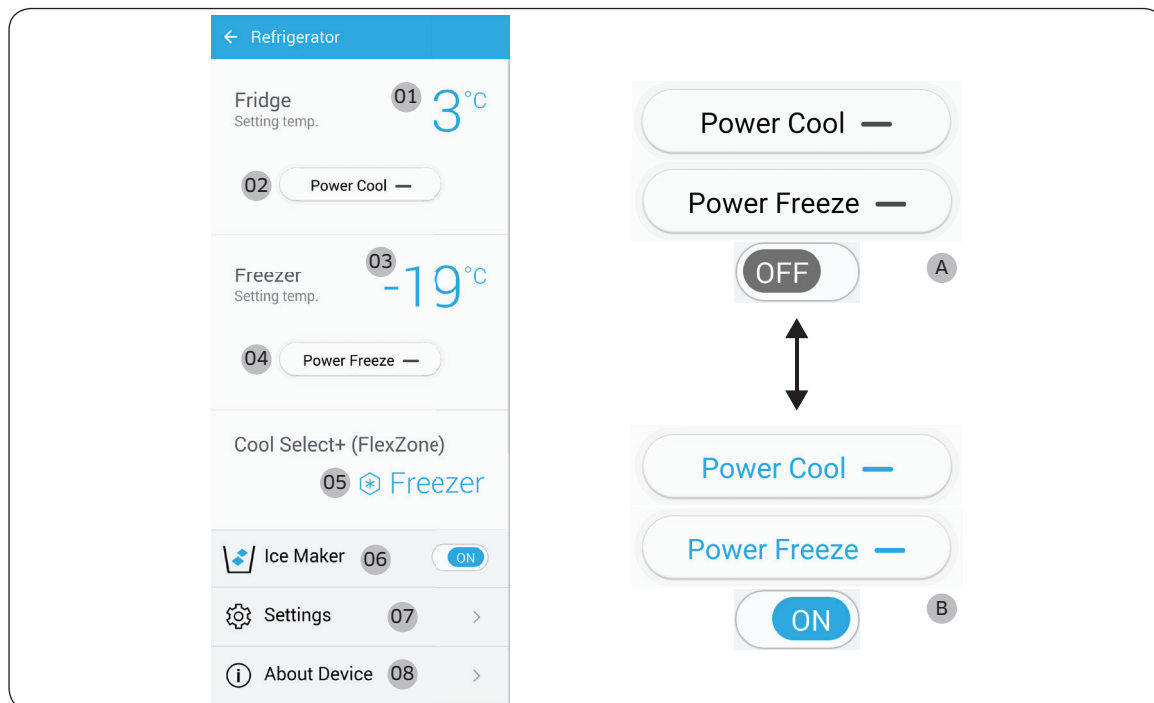 ← Refrigerator
Fridge 01 3°C
Setting temp.
02 Power Cool —
Freezer 03 -19°C
Setting temp.
04 Power Freeze —
Cool Select+ (FlexZone)
05 Freezer
Ice Maker 06 ON
Settings 07 >
About Device 08 >
Power Cool —
Power Freeze —
OFF A
Power Cool —
Power Freeze —
ON B